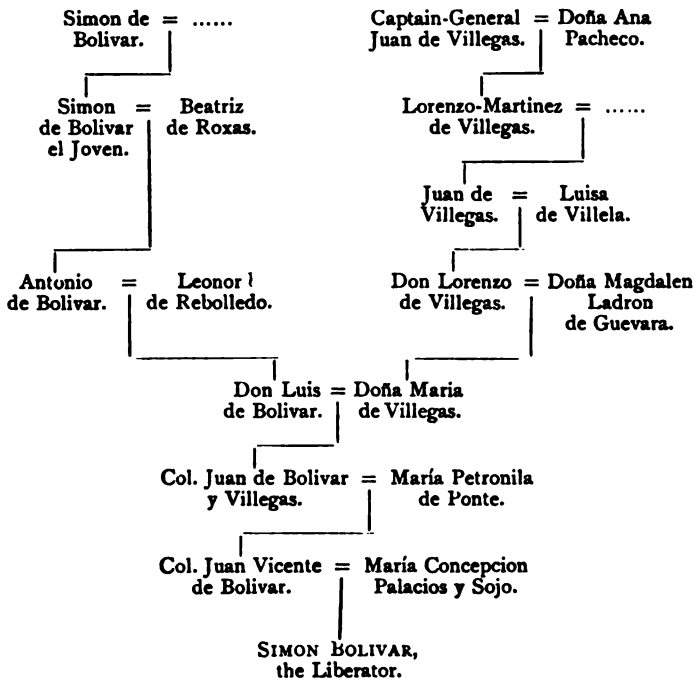 Simon de = ...... Captain-General = Doña Ana
Bolivar. Juan de Villegas. Pacheco.
Simon = Beatriz Lorenzo-Martinez = ......
de Bolivar de Roxas. de Villegas.
el Joven.
Juan de = Luisa
Villegas. de Villela.
Antonio = Leonor Don Lorenzo = Doña Magdalen
de Bolivar. de Rebolledo. de Villegas. Ladron
de Guevara.
Don Luis = Doña Maria
de Bolivar. de Villegas.
Col. Juan de Bolivar = María Petronila
y Villegas. de Ponte.
Col. Juan Vicente = María Concepcion
de Bolivar. Palacios y Sojo.
SIMON BOLIVAR,
the Liberator.